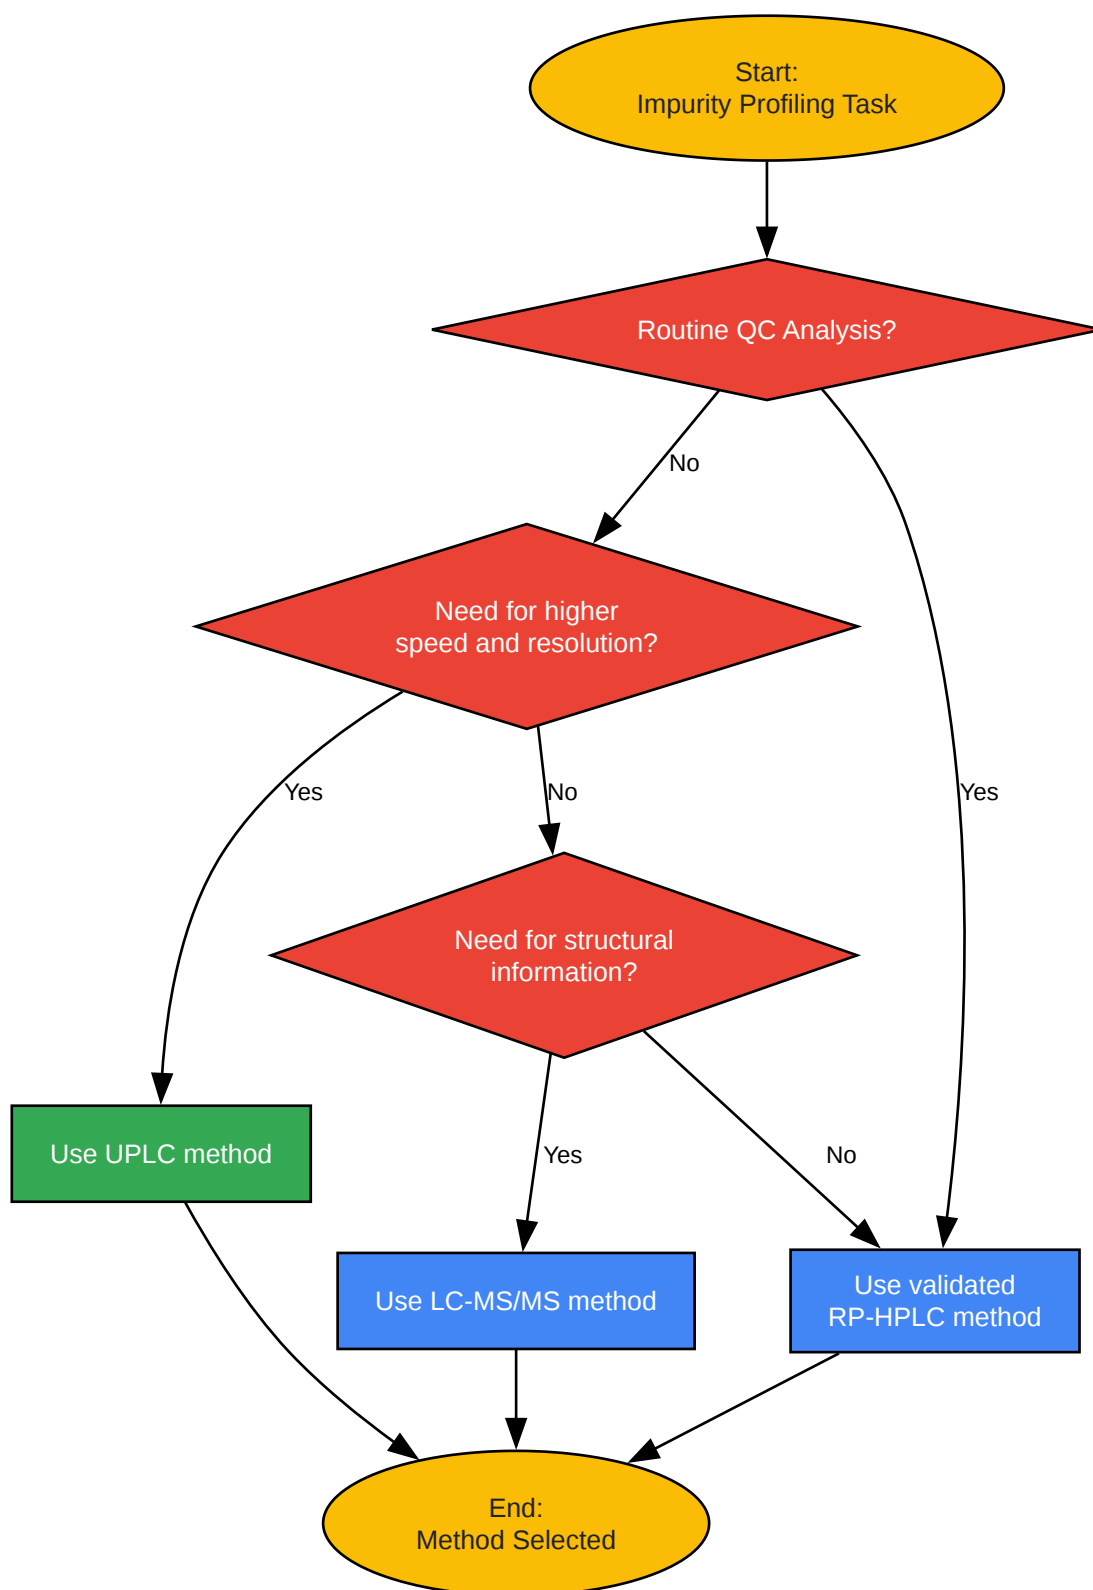 Start:
Impurity Profiling Task
Routine QC Analysis?
No
Need for higher
speed and resolution?
Yes
No
Yes
Need for structural
information?
Yes
No
Use UPLC method
Use LC-MS/MS method
Use validated
RP-HPLC method
End:
Method Selected